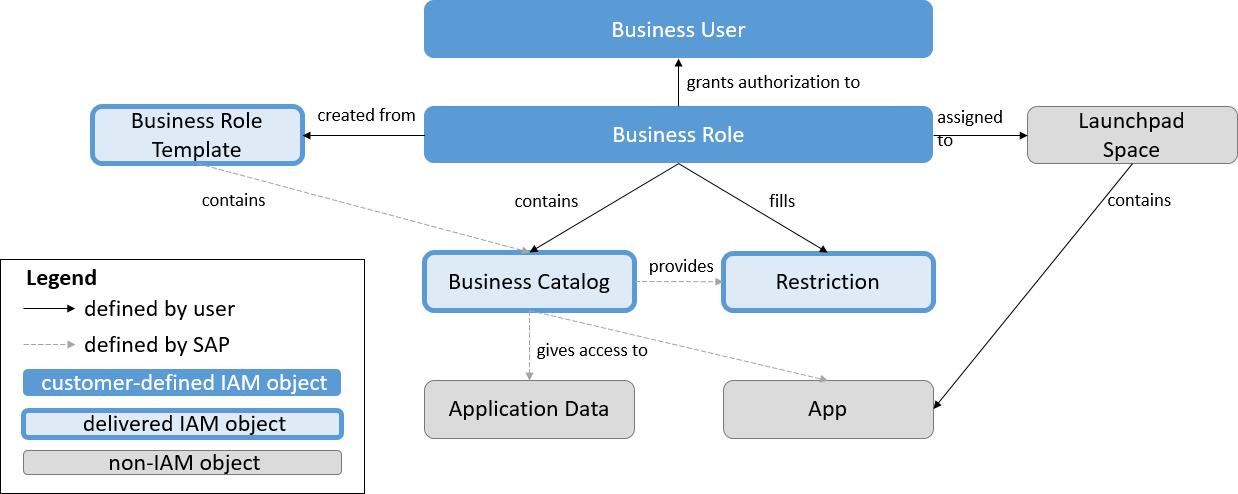 Business User
grants authorization to
Business Role
Template
created from
Business Role
assigned
to
Launchpad
Space
contains
contains
fills
contains
Business Catalog
provides
Restriction
gives access to
Application Data
App
Legend
defined by user
defined by SAP
customer-defined IAM object
delivered IAM object
non-IAM object